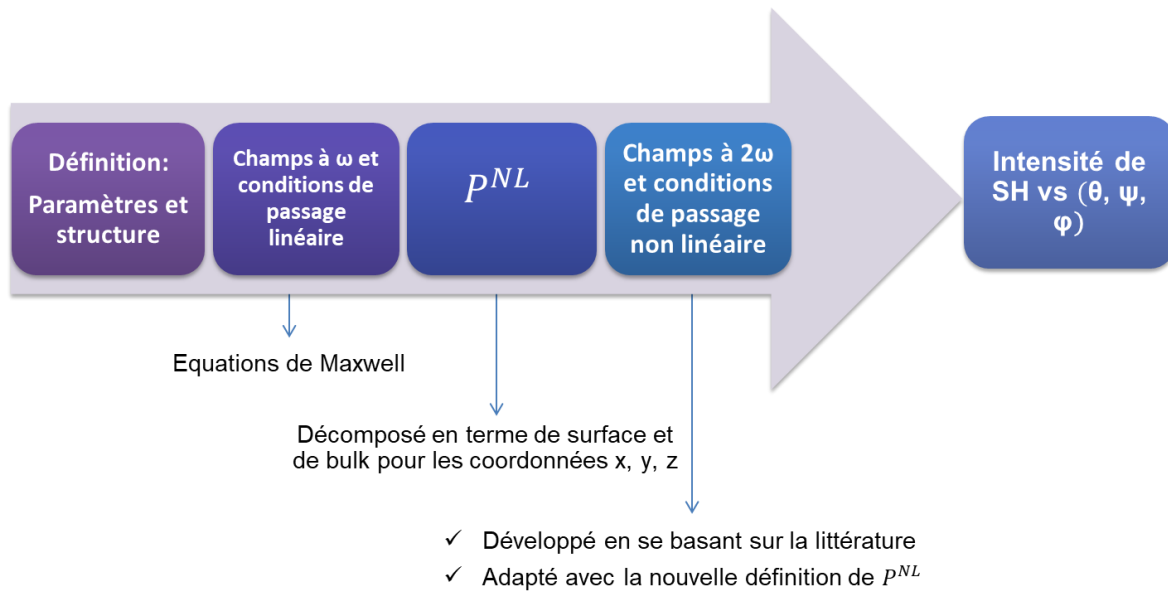 Définition:
Paramètres et
structure
Champs à ω et
conditions de
passage
linéaire
P^{NL}
Champs à 2ω
et conditions
de passage
non linéaire
Intensité de
SH vs (θ, ψ,
φ)
Equations de Maxwell
Décomposé en terme de surface et
de bulk pour les coordonnées x, y, z
✓ Développé en se basant sur la littérature
✓ Adapté avec la nouvelle définition de P^{NL}